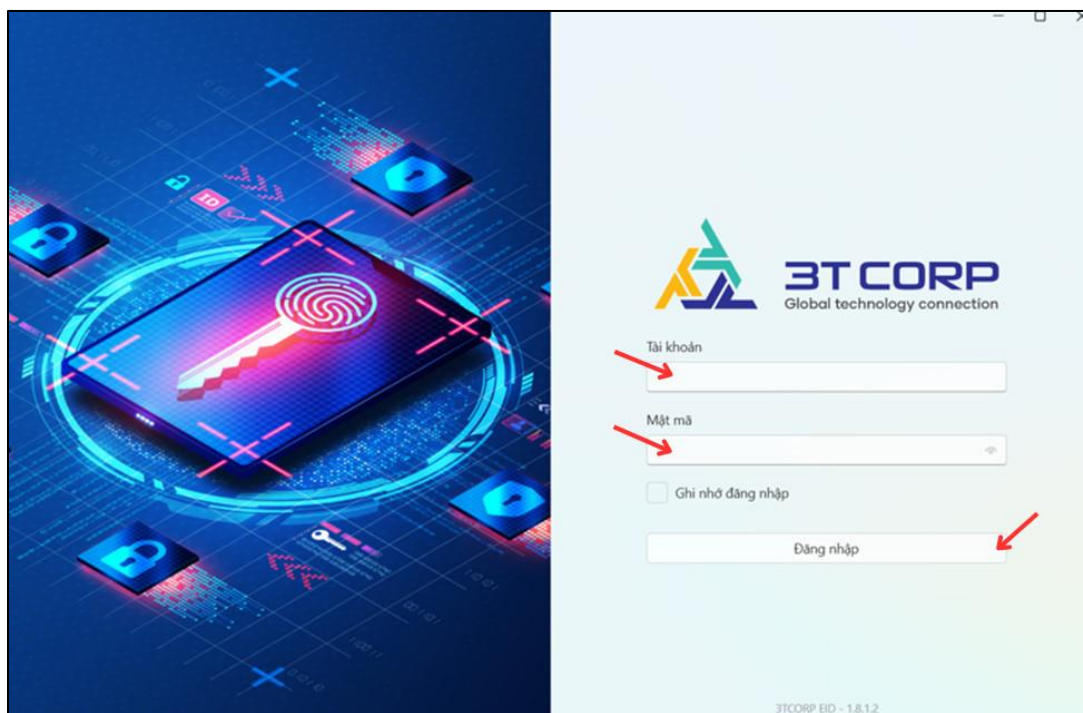 ID
3T CORP
Global technology connection
Tài khoản
Mật mã
Ghi nhớ đăng nhập
Đăng nhập
3TCORP EID - 1.8.1.2